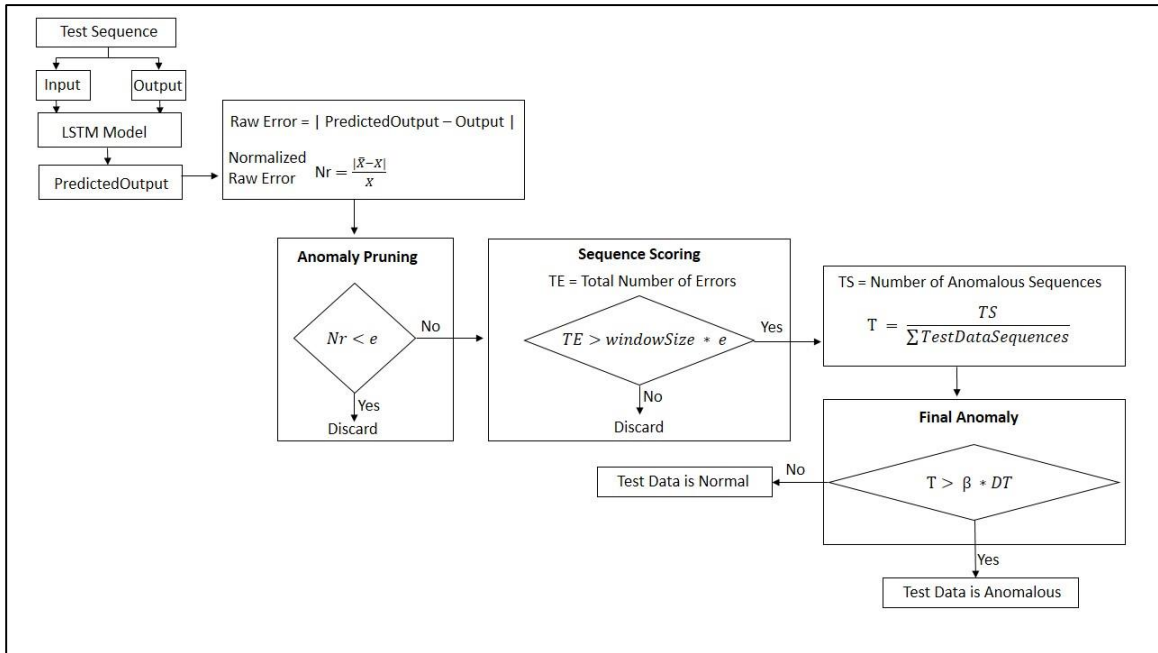 Test Sequence
Input
Output
LSTM Model
PredictedOutput
Raw Error = | PredictedOutput – Output |
Normalized
Raw Error
Nr = |X̄−X| / X
Anomaly Pruning
Nr < e
No
Yes
Discard
Sequence Scoring
TE = Total Number of Errors
TE > windowSize * e
Yes
No
Discard
TS = Number of Anomalous Sequences
T = TS / ∑ TestDataSequences
Final Anomaly
T > β * DT
No
Test Data is Normal
Yes
Test Data is Anomalous